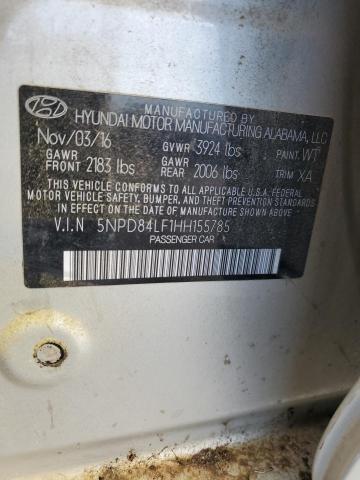 MANUFACTURED BY
HYUNDAI MOTOR MANUFACTURING ALABAMA, LLC
Nov/03/16 GVWR 3924 lbs PAINT WT
GAWR FRONT 2183 lbs GAWR REAR 2006 lbs TRIM XA
THIS VEHICLE CONFORMS TO ALL APPLICABLE U.S.A FEDERAL
MOTOR VEHICLE SAFETY, BUMPER, AND THEFT PREVENTION STANDARDS
IN EFFECT ON THE DATE OF MANUFACTURE SHOWN ABOVE.
V.I.N 5NPD84LF1HH155785
PASSENGER CAR